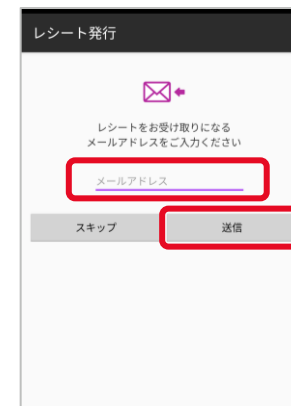 レシート発行
レシートをお受け取りになる
メールアドレスをご入力ください
メールアドレス
スキップ
送信